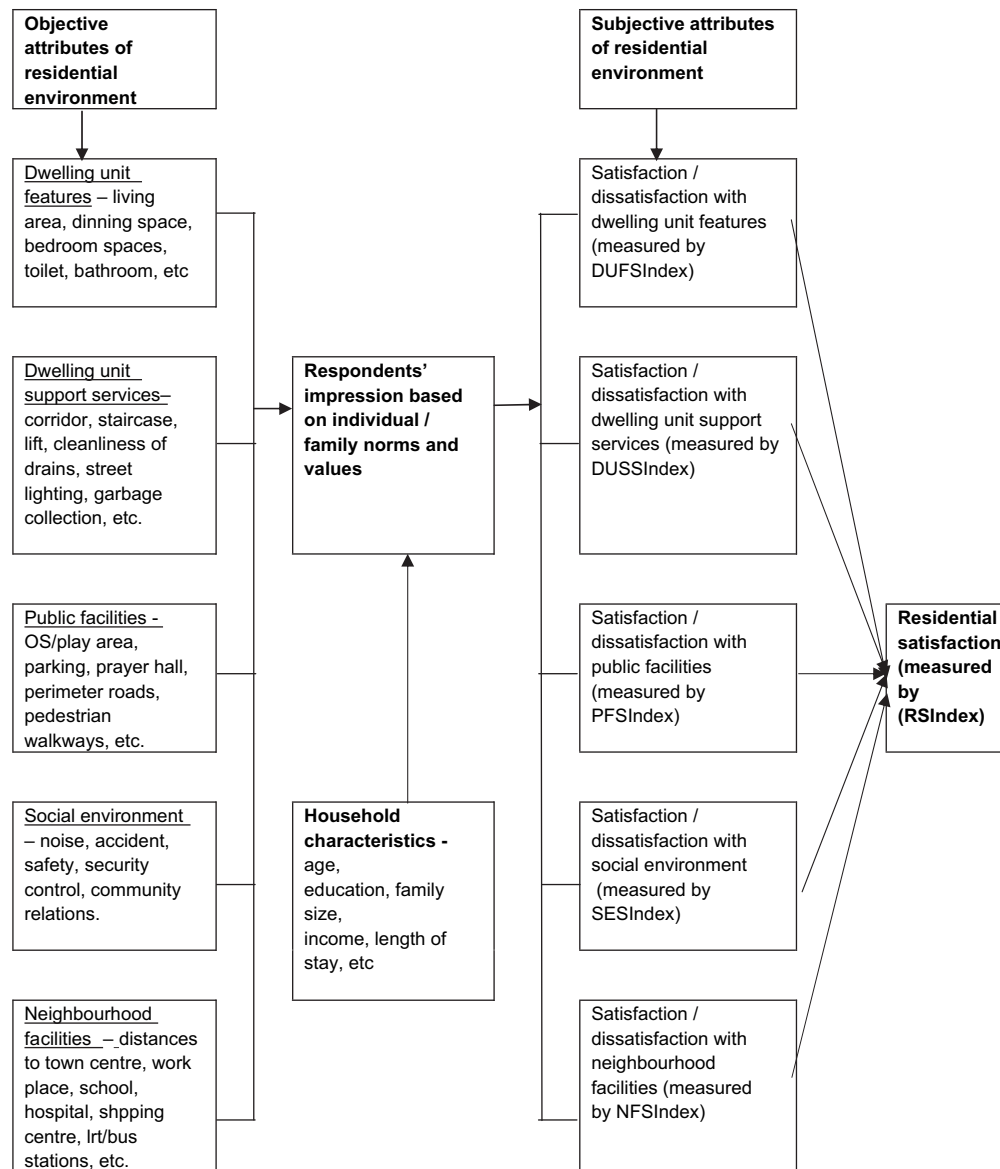 Objective
attributes of
residential
environment
Subjective attributes
of residential
environment
Dwelling unit
features – living
area, dinning space,
bedroom spaces,
toilet, bathroom, etc
Satisfaction /
dissatisfaction with
dwelling unit features
(measured by
DUFSIndex)
Dwelling unit
support services–
corridor, staircase,
lift, cleanliness of
drains, street
lighting, garbage
collection, etc.
Respondents’
impression based on
individual /
family norms and
values
Satisfaction /
dissatisfaction with
dwelling unit support
services (measured by
DUSSIndex)
Public facilities -
OS/play area,
parking, prayer hall,
perimeter roads,
pedestrian
walkways, etc.
Satisfaction /
dissatisfaction with
public facilities
(measured by
PFSIndex)
Residential
satisfaction
(measured
by
(RSIndex)
Social environment
– noise, accident,
safety, security
control, community
relations.
Household
characteristics -
age,
education, family
size,
income, length of
stay, etc
Satisfaction /
dissatisfaction with
social environment
(measured by
SESIndex)
Neighbourhood
facilities – distances
to town centre, work
place, school,
hospital, shpping
centre, lrt/bus
stations, etc.
Satisfaction /
dissatisfaction with
neighbourhood
facilities (measured
by NFSIndex)